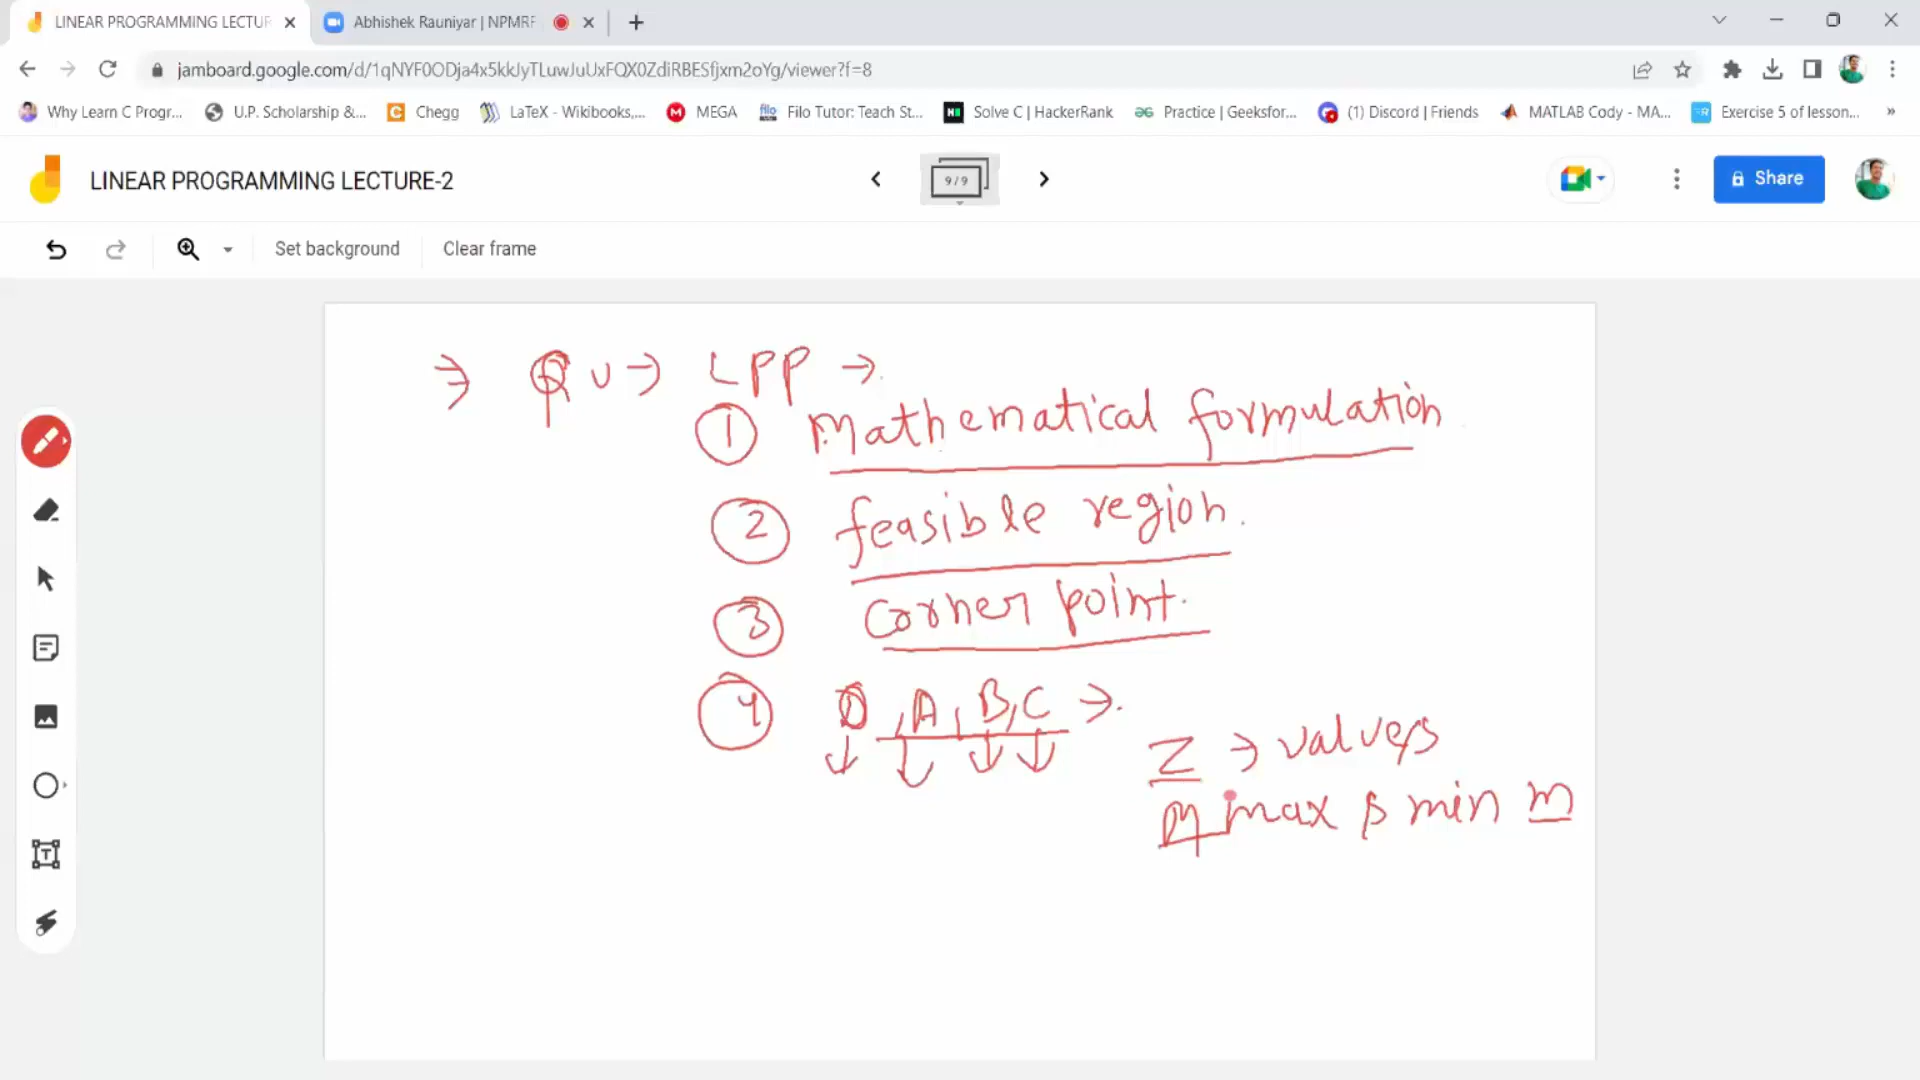 LINEAR PROGRAMMING LECTUR
Abhishek Rauniyar | NPMRF
jamboard.google.com/d/1qNYF0ODja4x5kkJyTLuwJuUxFQX0ZdiRBESfjxm2oYg/viewer?f=8
Why Learn C Progr...
U.P. Scholarship &...
Chegg
LaTeX - Wikibooks,...
MEGA
Filo Tutor: Teach St...
Solve C | HackerRank
Practice | Geeksfor...
(1) Discord | Friends
MATLAB Cody - MA...
Exercise 5 of lesson...
»
LINEAR PROGRAMMING LECTURE-2
9/9
Share
Set background
Clear frame
⇒ Qu → LPP →
① Mathematical formulation
② feasible region.
③ Corner point.
④ O, A, B, C →.
Z → values
M max & min m